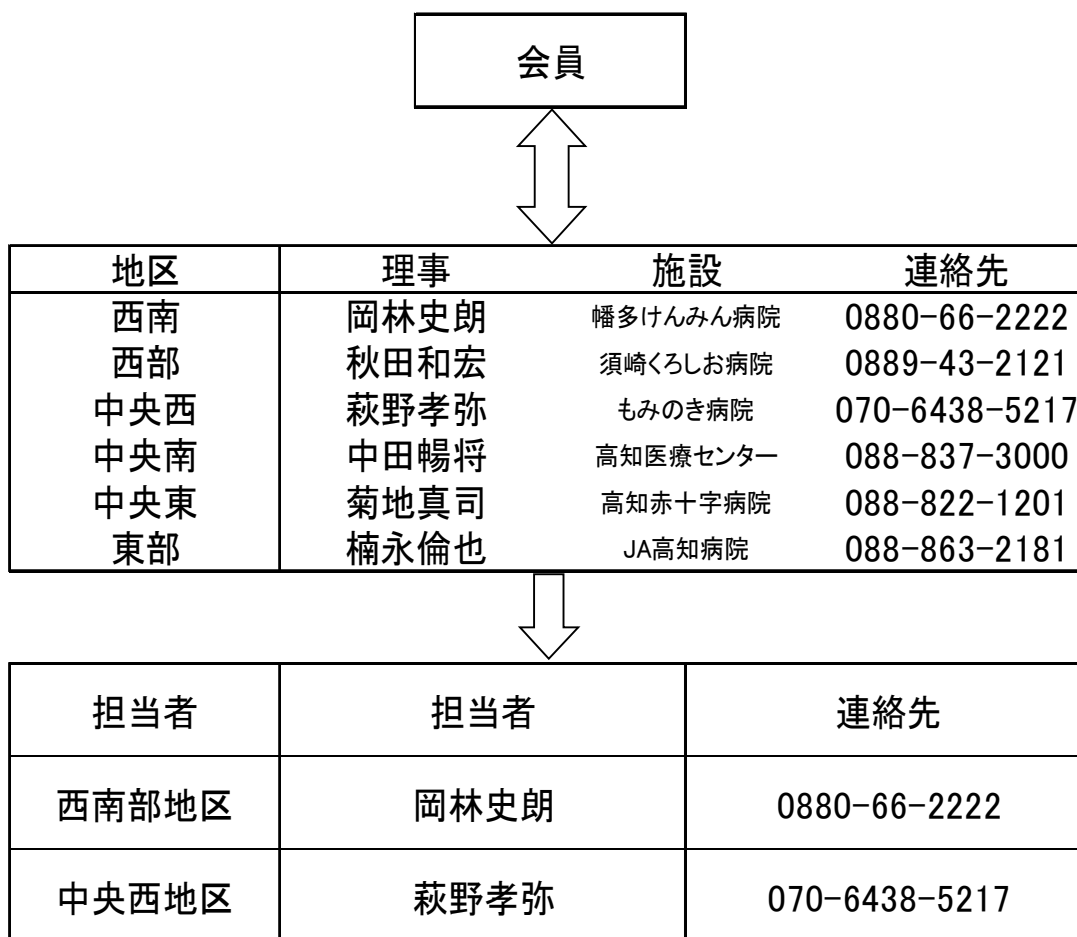 会員
地区 理事 施設 連絡先
西南 岡林史朗 幡多けんみん病院 0880-66-2222
西部 秋田和宏 須崎くろしお病院 0889-43-2121
中央西 萩野孝弥 もみのき病院 070-6438-5217
中央南 中田暢将 高知医療センター 088-837-3000
中央東 菊地真司 高知赤十字病院 088-822-1201
東部 楠永倫也 JA高知病院 088-863-2181
担当者 担当者 連絡先
西南部地区 岡林史朗 0880-66-2222
中央西地区 萩野孝弥 070-6438-5217